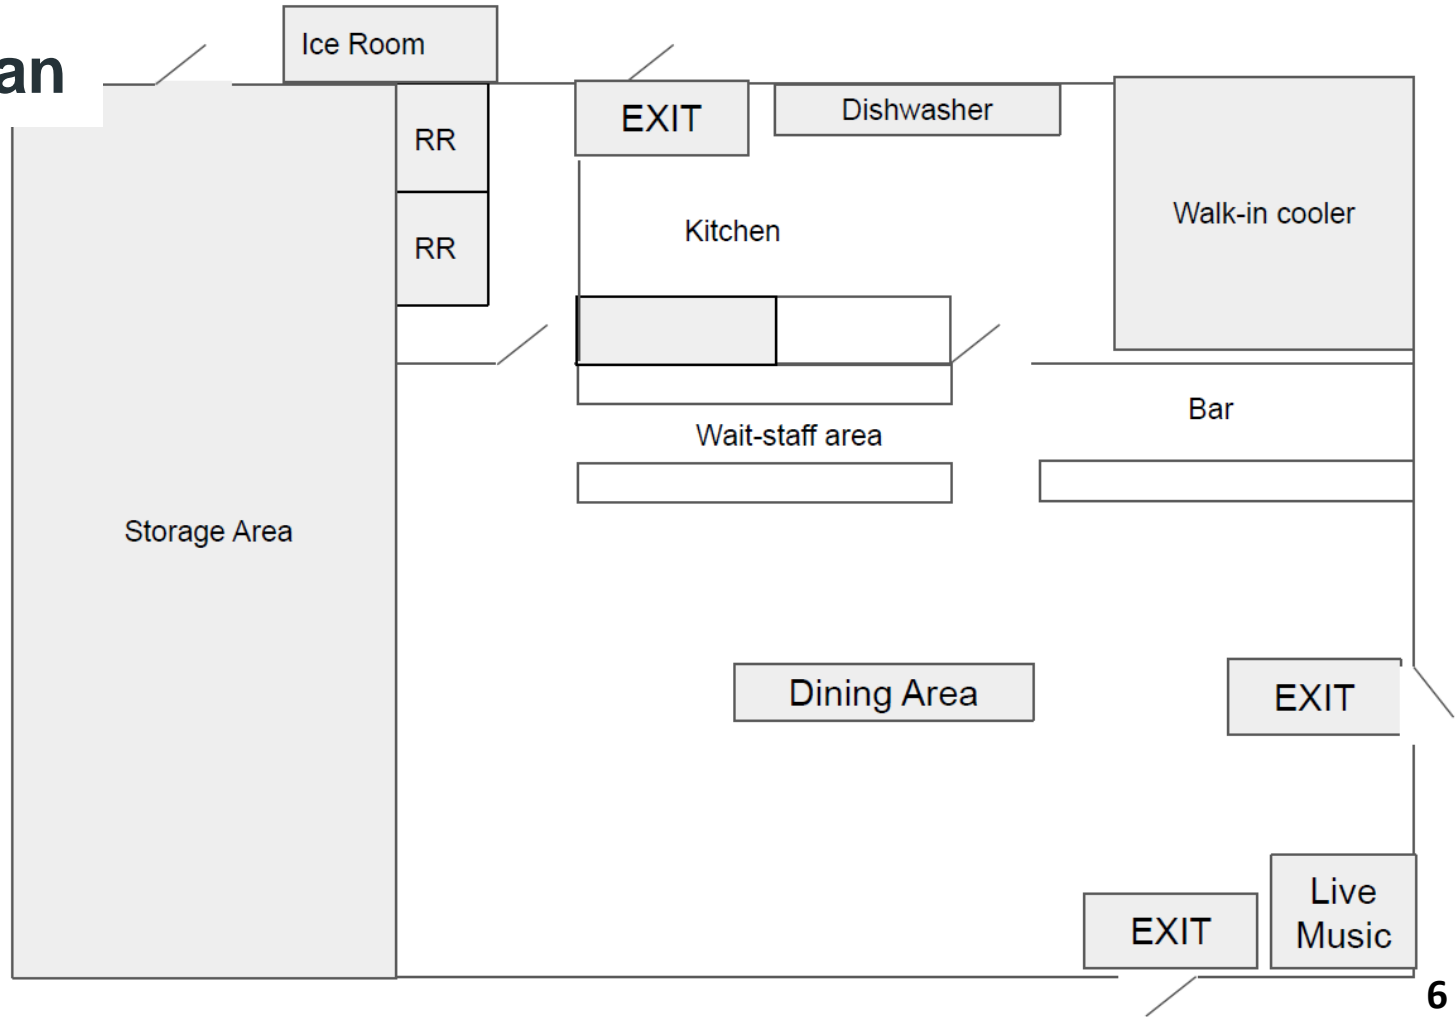 an
Ice Room
EXIT
Dishwasher
RR
Walk-in cooler
Kitchen
RR
Bar
Wait-staff area
Storage Area
Dining Area
EXIT
Live
Music
EXIT
6